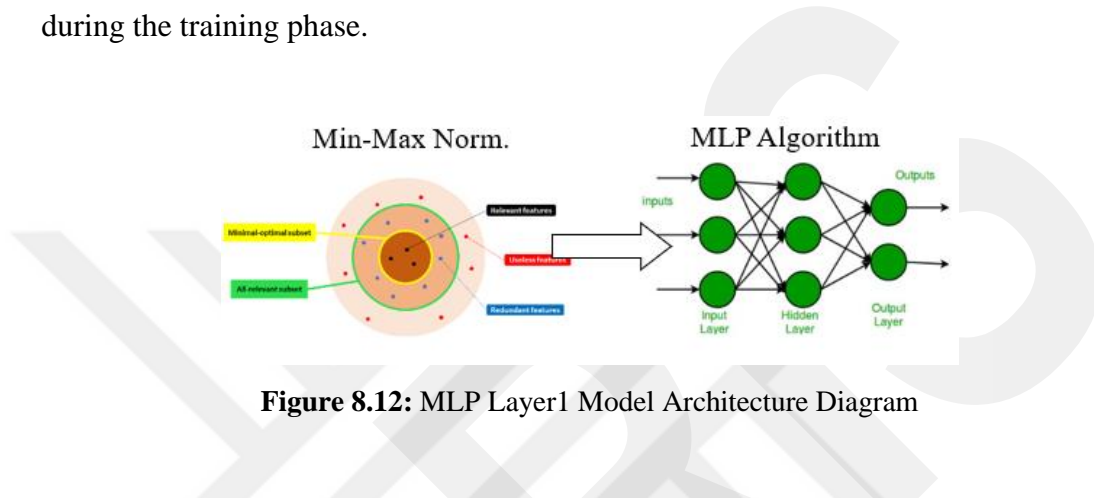 during the training phase.
Min-Max Norm.
MLP Algorithm
Relevant features
Minimal-optimal subset
Useless features
All-relevant subset
Redundant features
inputs
Outputs
Input
Layer
Hidden
Layer
Output
Layer
Figure 8.12: MLP Layer1 Model Architecture Diagram